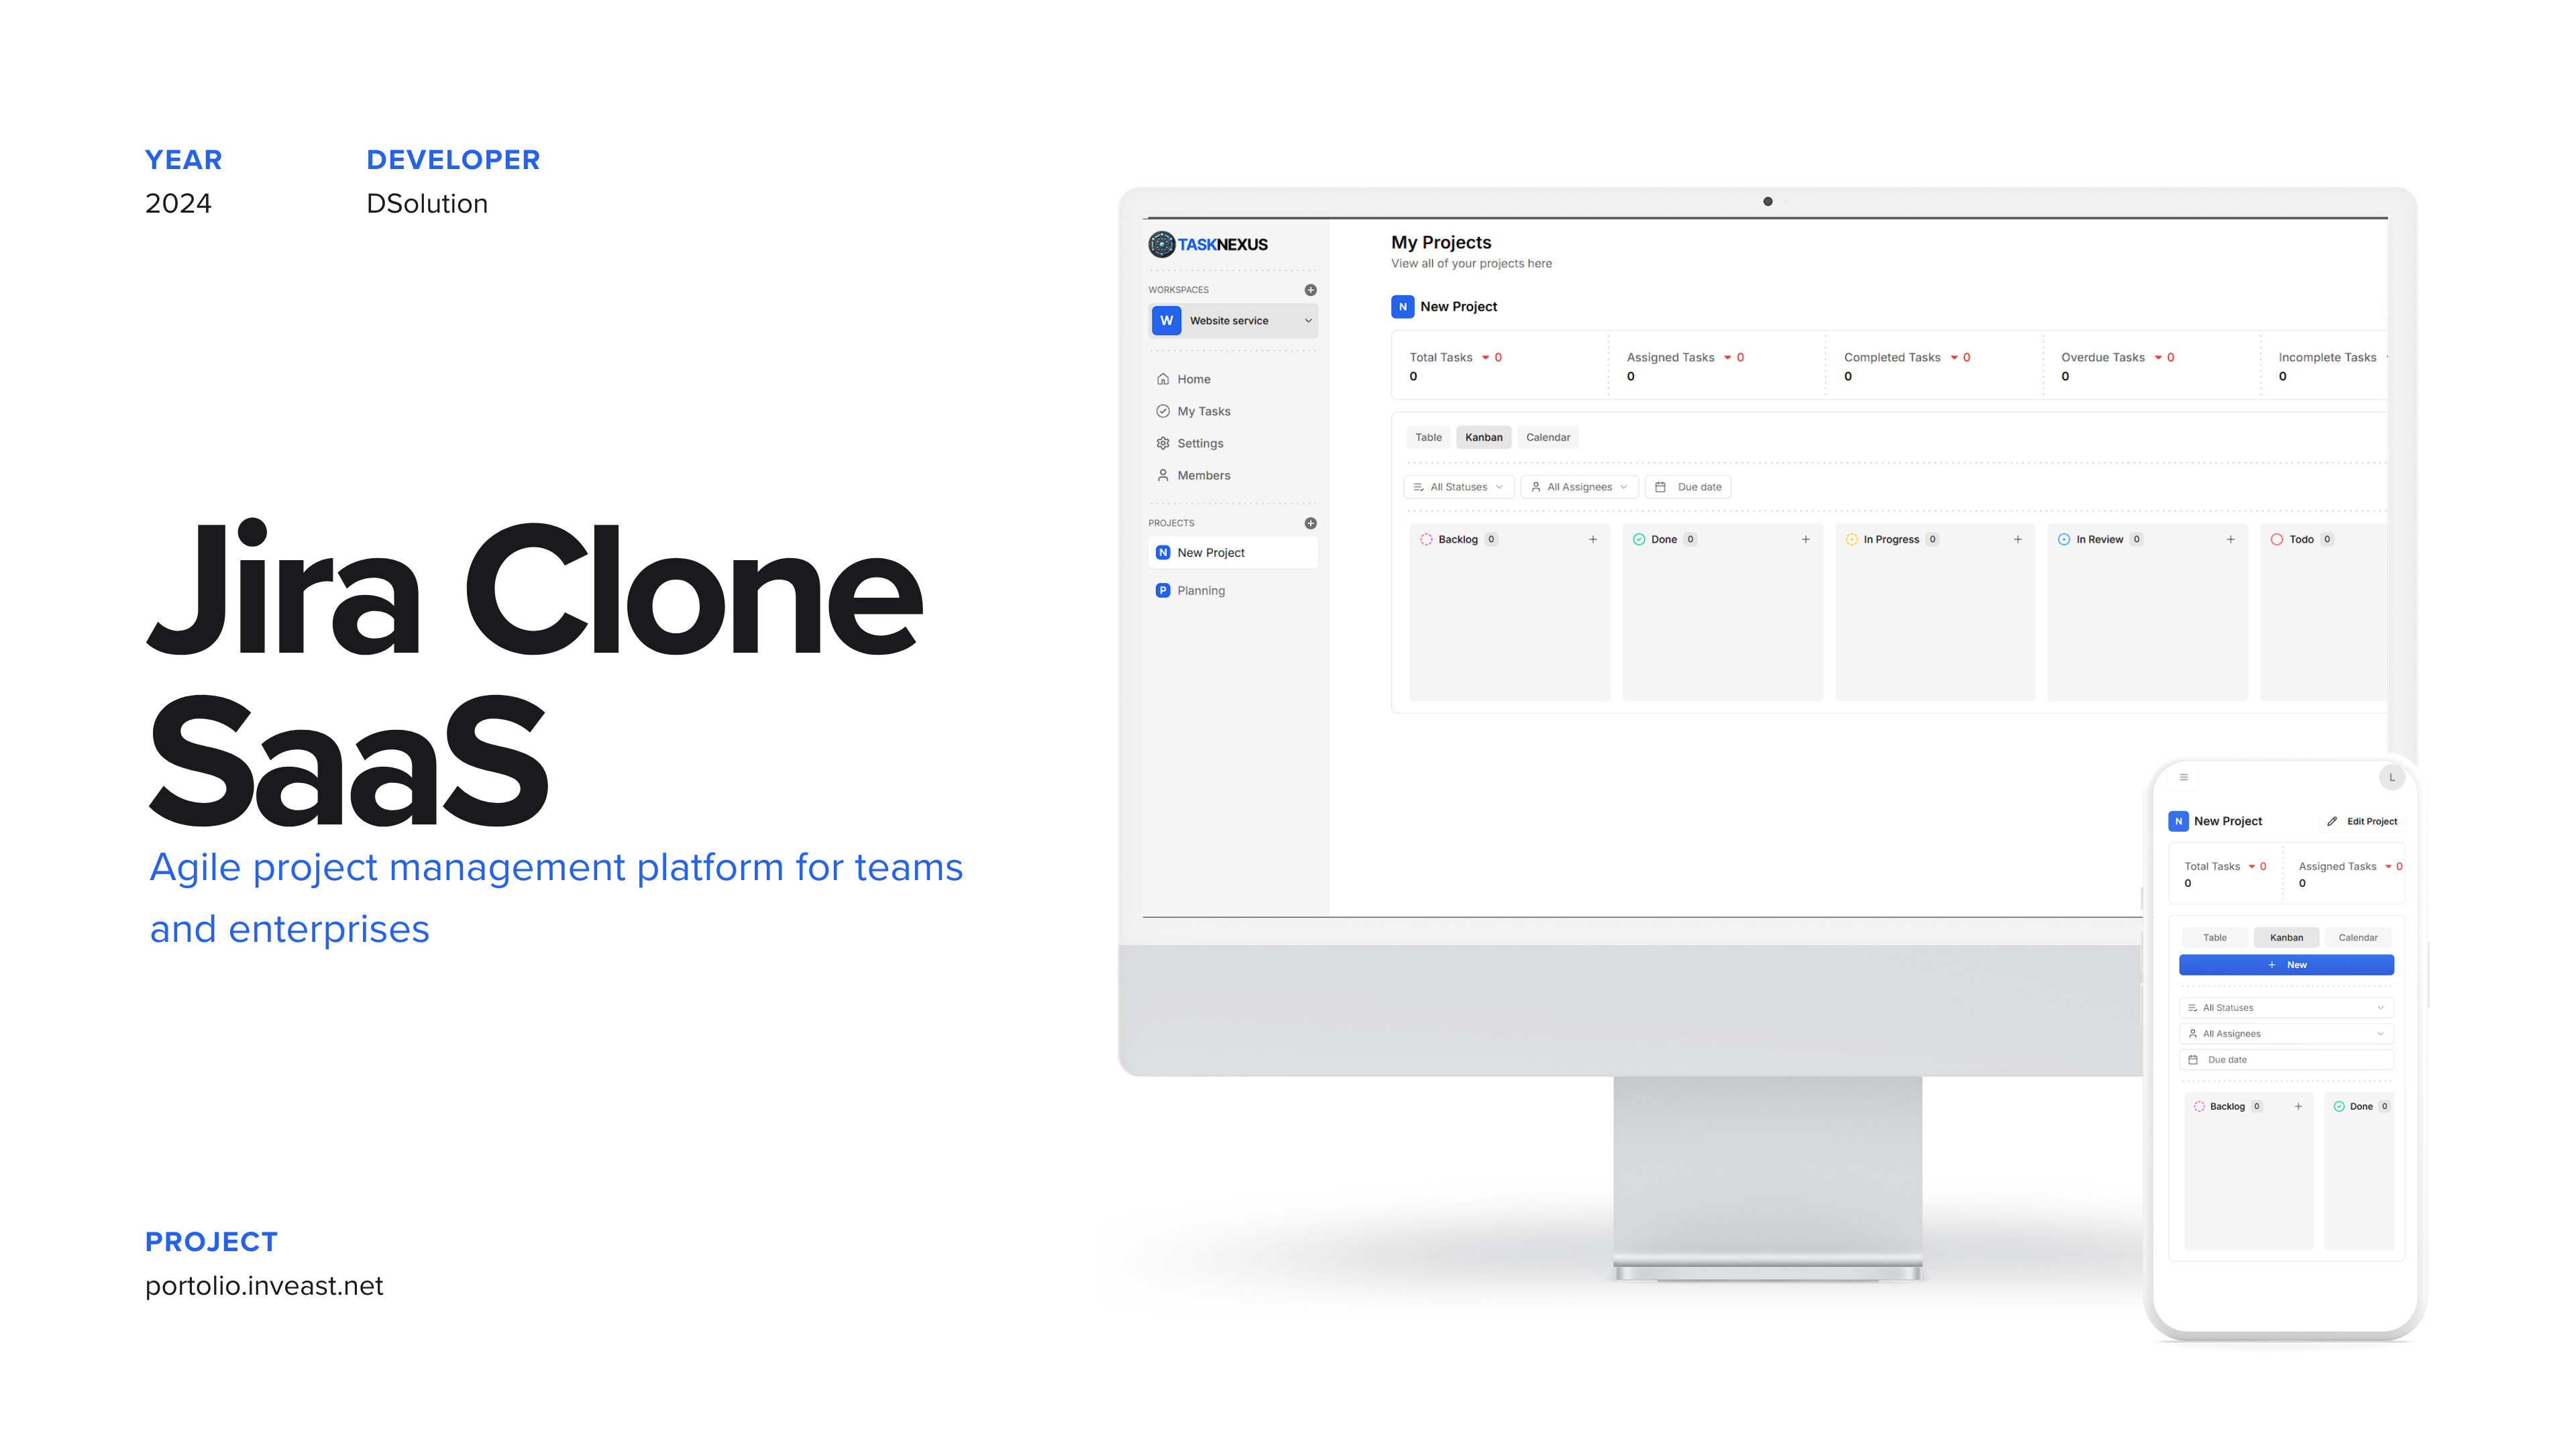 YEAR
2024
DEVELOPER
DSolution
Jira Clone
SaaS
Agile project management platform for teams
and enterprises
PROJECT
portolio.inveast.net
TASKNEXUS
WORKSPACES
W Website service
Home
My Tasks
Settings
Members
PROJECTS
N New Project
P Planning
My Projects
View all of your projects here
N New Project
Total Tasks 0
0
Assigned Tasks 0
0
Completed Tasks 0
0
Overdue Tasks 0
0
Incomplete Tasks
0
Table Kanban Calendar
All Statuses All Assignees Due date
Backlog 0 +
Done 0 +
In Progress 0 +
In Review 0 +
Todo 0
L
N New Project Edit Project
Total Tasks 0
0
Assigned Tasks 0
0
Table Kanban Calendar
+ New
All Statuses
All Assignees
Due date
Backlog 0 +
Done 0